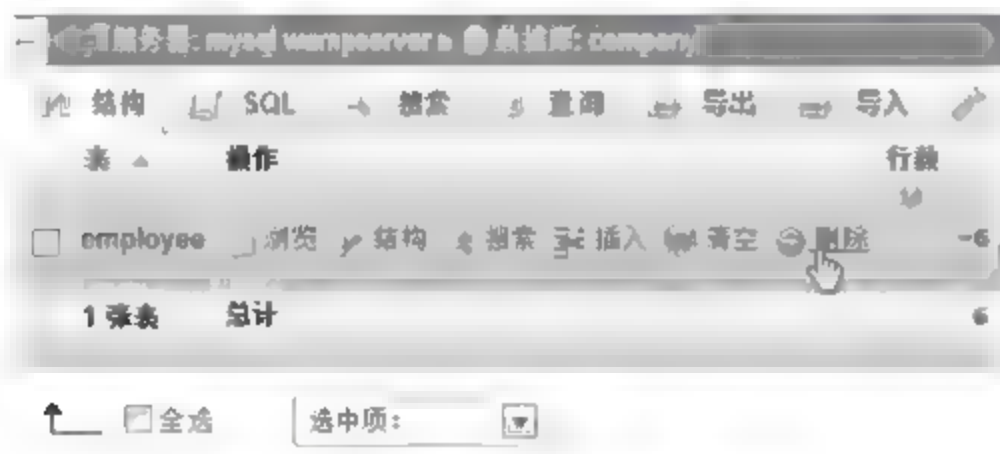 服务器: mysql wampserver » 数据库: company
结构 SQL 搜索 查询 导出 导入
表 操作 行数
employee 浏览 结构 搜索 插入 清空 删除 ~6
1 张表 总计 6
全选 选中项: